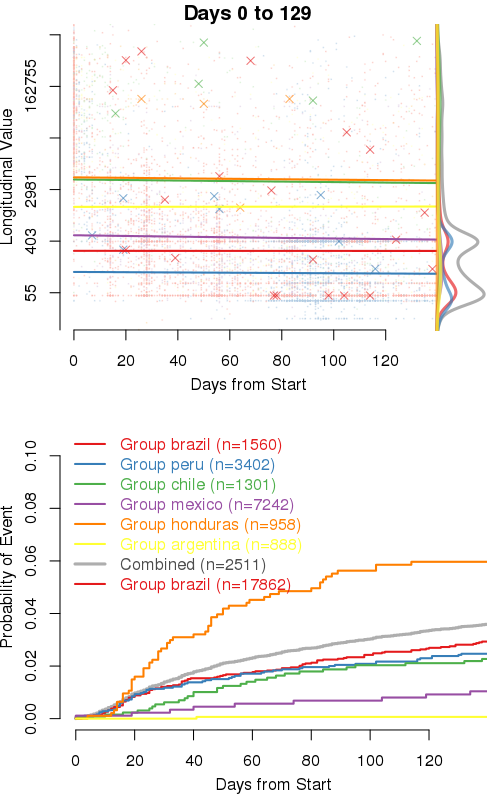 Days 0 to 129
Longitudinal Value
162755
2981
403
55
0 20 40 60 80 100 120
Days from Start
Probability of Event
0.10
0.08
0.06
0.04
0.02
0.00
Group brazil (n=1560)
Group peru (n=3402)
Group chile (n=1301)
Group mexico (n=7242)
Group honduras (n=958)
Group argentina (n=888)
Combined (n=2511)
Group brazil (n=17862)
0 20 40 60 80 100 120
Days from Start